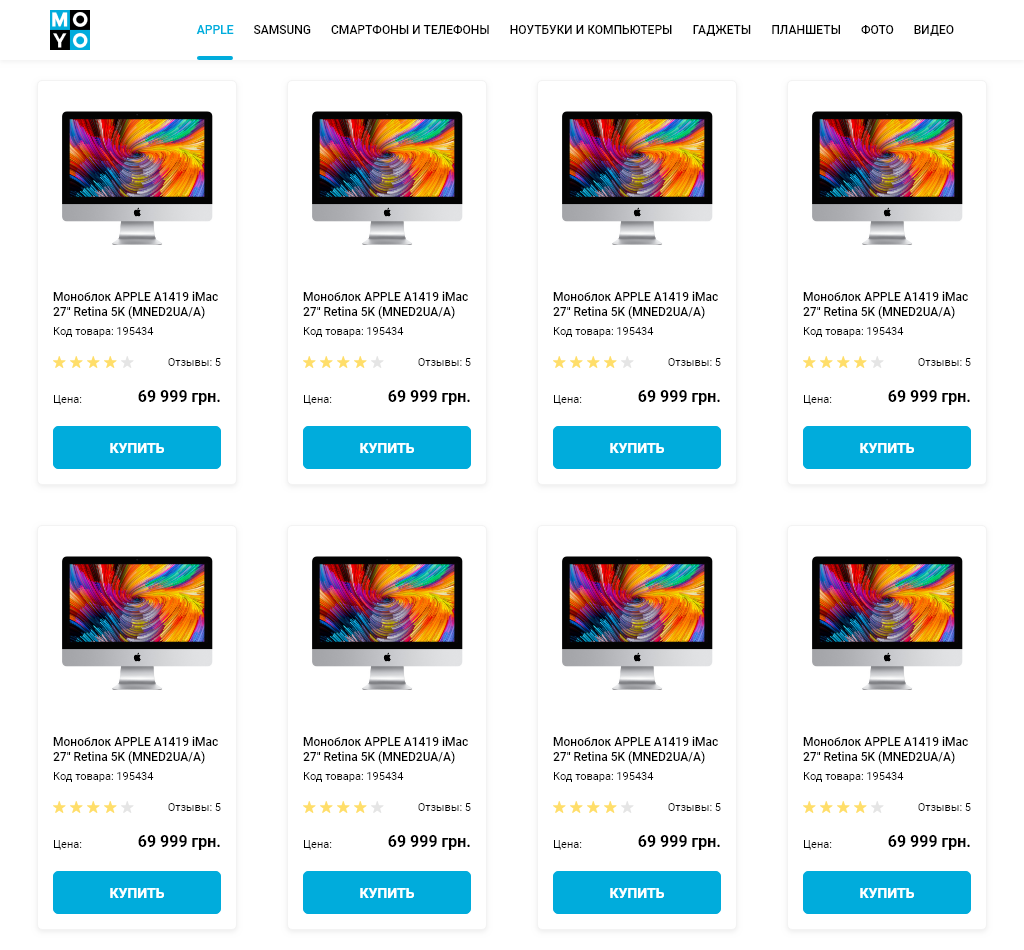 MO
YO
APPLE SAMSUNG СМАРТФОНЫ И ТЕЛЕФОНЫ НОУТБУКИ И КОМПЬЮТЕРЫ ГАДЖЕТЫ ПЛАНШЕТЫ ФОТО ВИДЕО
Моноблок APPLE A1419 iMac
27" Retina 5K (MNED2UA/A)
Код товара: 195434
Отзывы: 5
Цена: 69 999 грн.
КУПИТЬ
Моноблок APPLE A1419 iMac
27" Retina 5K (MNED2UA/A)
Код товара: 195434
Отзывы: 5
Цена: 69 999 грн.
КУПИТЬ
Моноблок APPLE A1419 iMac
27" Retina 5K (MNED2UA/A)
Код товара: 195434
Отзывы: 5
Цена: 69 999 грн.
КУПИТЬ
Моноблок APPLE A1419 iMac
27" Retina 5K (MNED2UA/A)
Код товара: 195434
Отзывы: 5
Цена: 69 999 грн.
КУПИТЬ
Моноблок APPLE A1419 iMac
27" Retina 5K (MNED2UA/A)
Код товара: 195434
Отзывы: 5
Цена: 69 999 грн.
КУПИТЬ
Моноблок APPLE A1419 iMac
27" Retina 5K (MNED2UA/A)
Код товара: 195434
Отзывы: 5
Цена: 69 999 грн.
КУПИТЬ
Моноблок APPLE A1419 iMac
27" Retina 5K (MNED2UA/A)
Код товара: 195434
Отзывы: 5
Цена: 69 999 грн.
КУПИТЬ
Моноблок APPLE A1419 iMac
27" Retina 5K (MNED2UA/A)
Код товара: 195434
Отзывы: 5
Цена: 69 999 грн.
КУПИТЬ